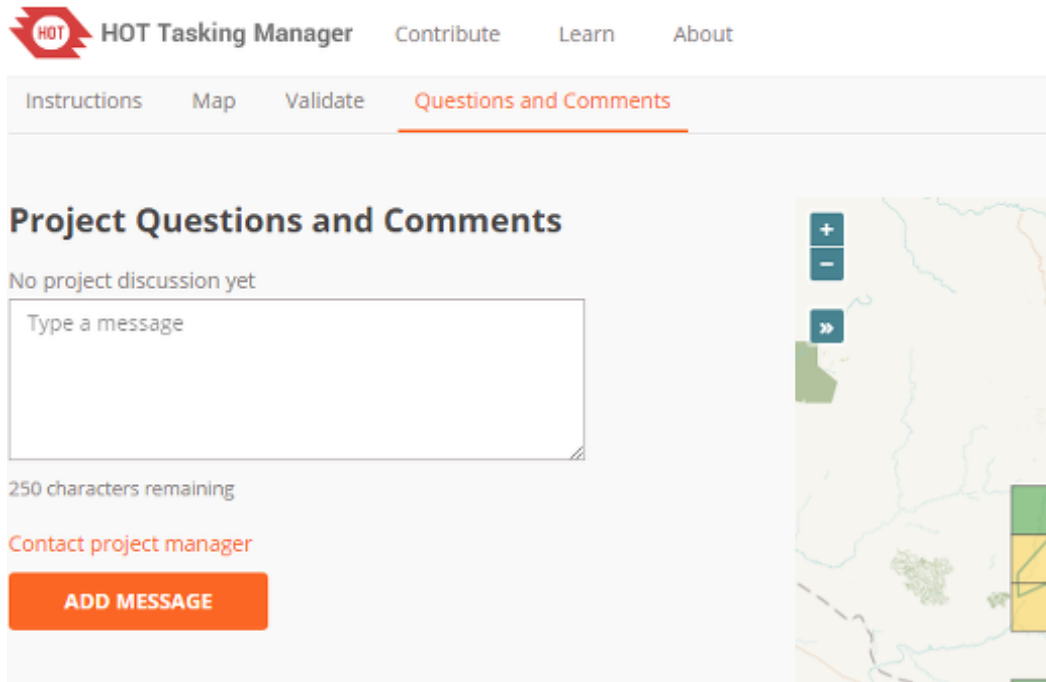 HOT HOT Tasking Manager Contribute Learn About
Instructions Map Validate Questions and Comments
Project Questions and Comments
No project discussion yet
Type a message
250 characters remaining
Contact project manager
ADD MESSAGE
+
−
»